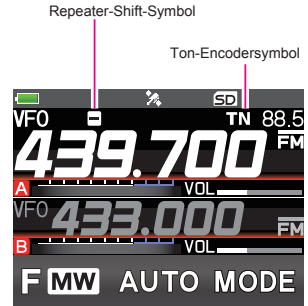 Repeater-Shift-Symbol
Ton-Encodersymbol
SD
VFO TN 88.5
439.700 FM
A VOL
VFO 433.000 FM
B VOL
F MW AUTO MODE